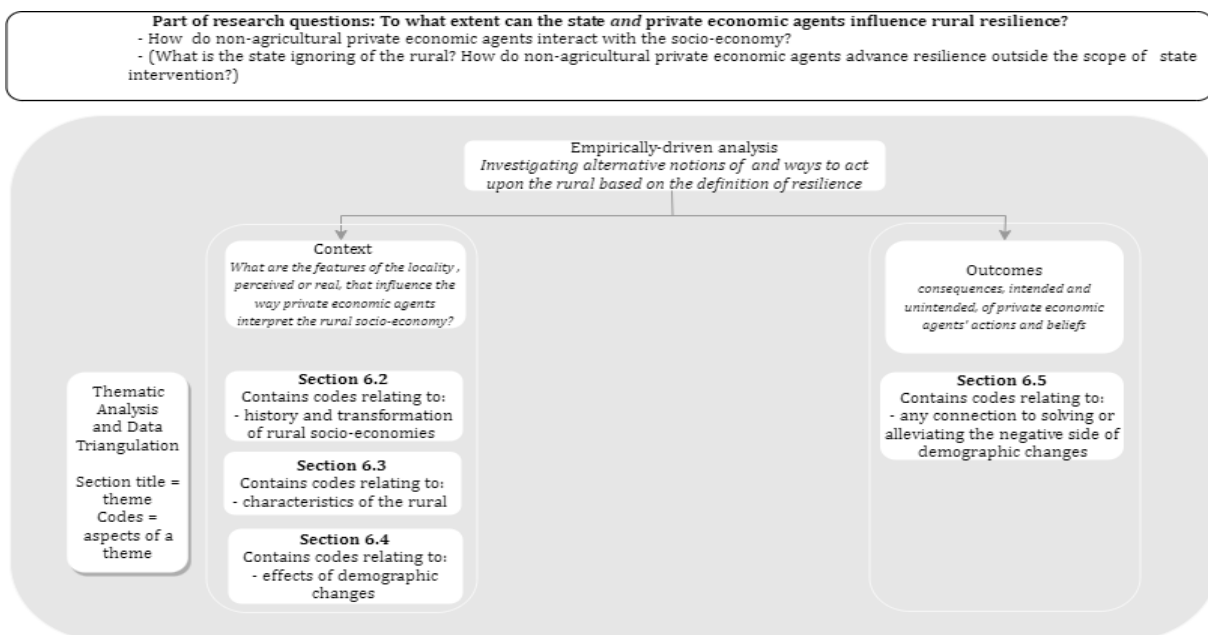 Part of research questions: To what extent can the state and private economic agents influence rural resilience?
- How do non-agricultural private economic agents interact with the socio-economy?
- (What is the state ignoring of the rural? How do non-agricultural private economic agents advance resilience outside the scope of state
intervention?)
Empirically-driven analysis
Investigating alternative notions of and ways to act
upon the rural based on the definition of resilience
Context
What are the features of the locality,
perceived or real, that influence the
way private economic agents
interpret the rural socio-economy?
Outcomes
consequences, intended and
unintended, of private economic
agents' actions and beliefs
Thematic
Analysis
and Data
Triangulation
Section title =
theme
Codes =
aspects of a
theme
Section 6.2
Contains codes relating to:
- history and transformation
of rural socio-economies
Section 6.3
Contains codes relating to:
- characteristics of the rural
Section 6.4
Contains codes relating to:
- effects of demographic
changes
Section 6.5
Contains codes relating to:
- any connection to solving or
alleviating the negative side of
demographic changes